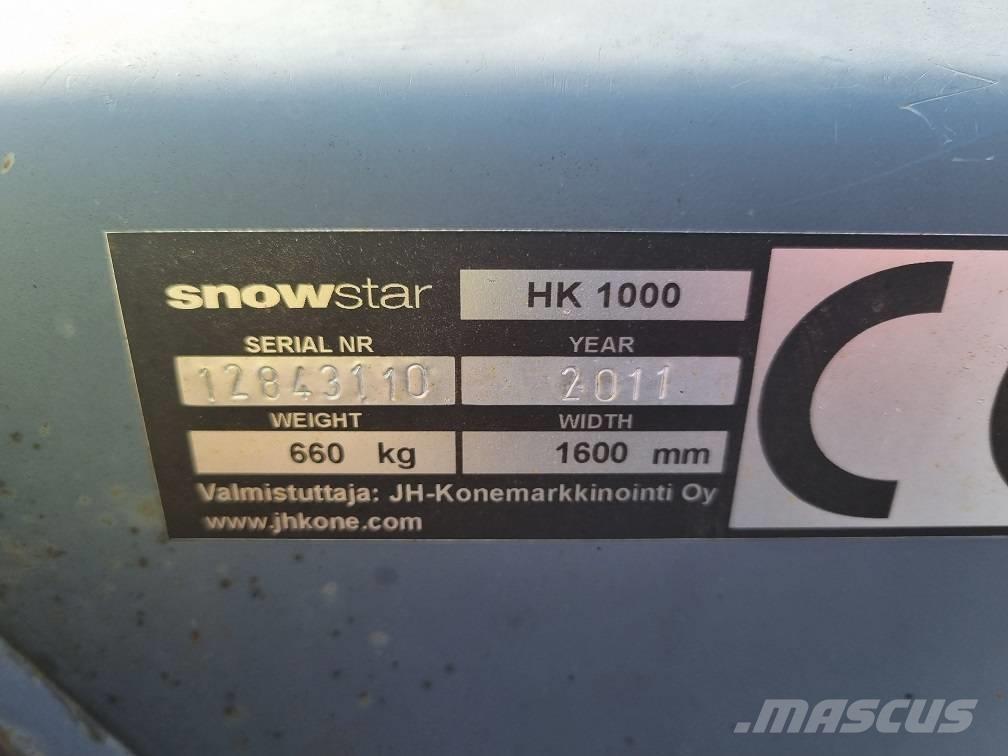 snowstar HK 1000
SERIAL NR YEAR
12843110 2011
WEIGHT WIDTH
660 kg 1600 mm
Valmistuttaja: JH-Konemarkkinointi Oy
www.jhkone.com
CE
MASCUS